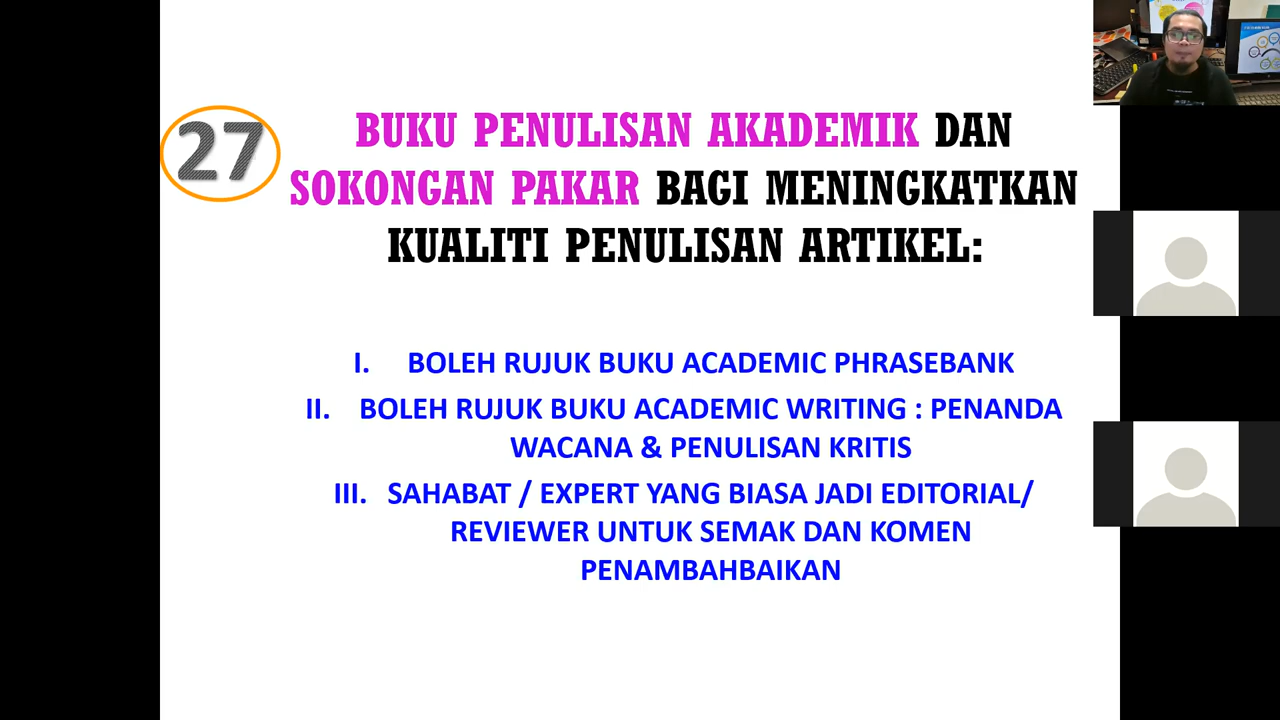 27
BUKU PENULISAN AKADEMIK DAN
SOKONGAN PAKAR BAGI MENINGKATKAN
KUALITI PENULISAN ARTIKEL:
I. BOLEH RUJUK BUKU ACADEMIC PHRASEBANK
II. BOLEH RUJUK BUKU ACADEMIC WRITING : PENANDA
WACANA & PENULISAN KRITIS
III. SAHABAT / EXPERT YANG BIASA JADI EDITORIAL/
REVIEWER UNTUK SEMAK DAN KOMEN
PENAMBAHBAIKAN